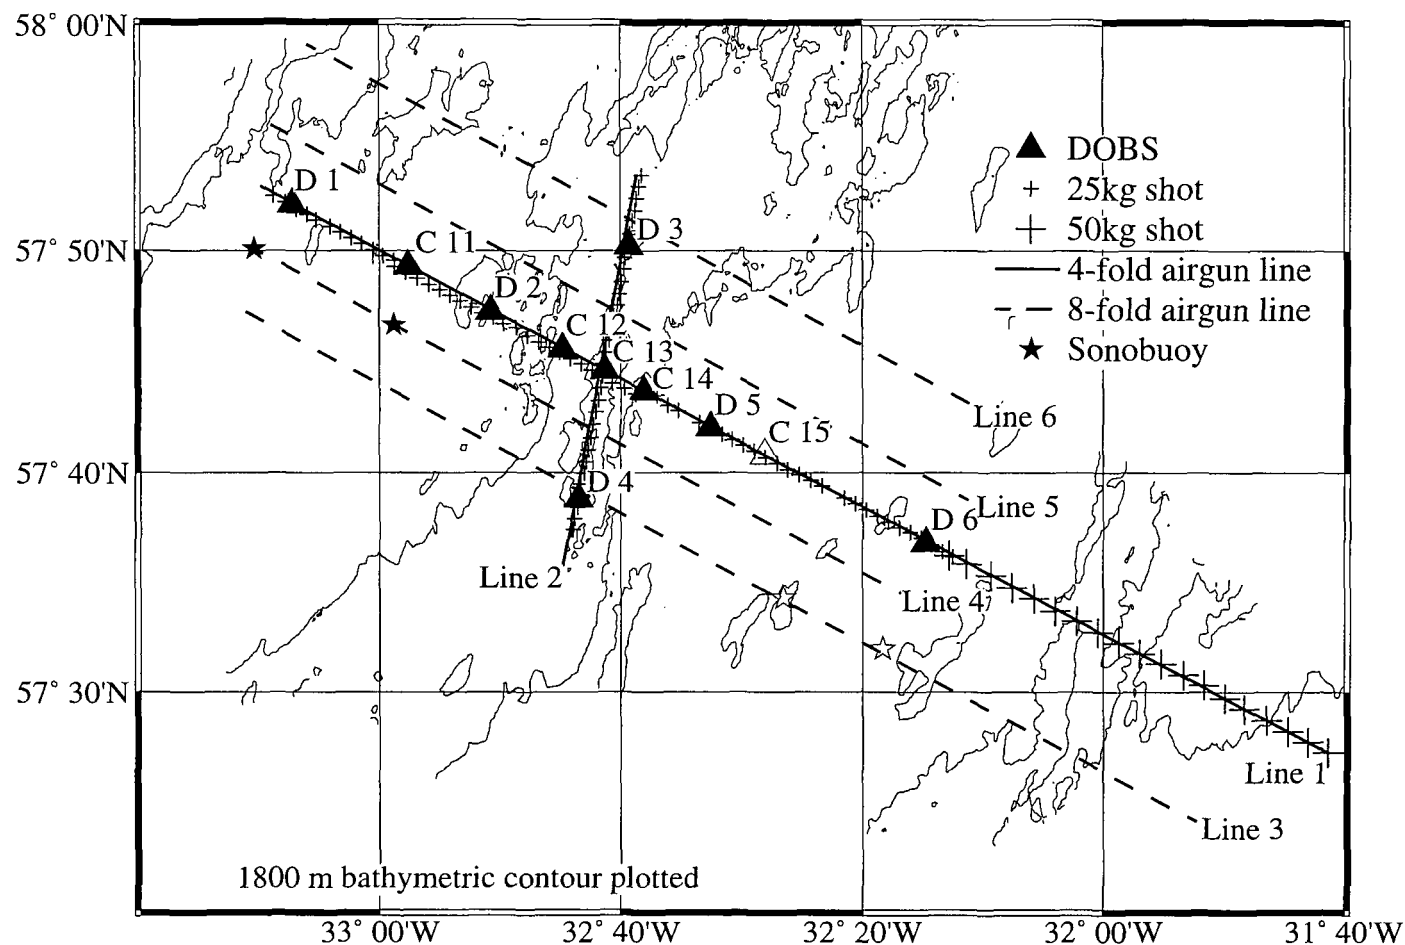 58° 00'N
DOBS
25kg shot
50kg shot
4-fold airgun line
8-fold airgun line
Sonobuoy
D 1
C 11
D 3
57° 50'N
D 2
C 12
C 13
C 14
D 5
C 15
Line 6
57° 40'N
D 4
D 6
Line 5
Line 2
Line 4
57° 30'N
Line 1
Line 3
1800 m bathymetric contour plotted
33° 00'W
32° 40'W
32° 20'W
32° 00'W
31° 40'W